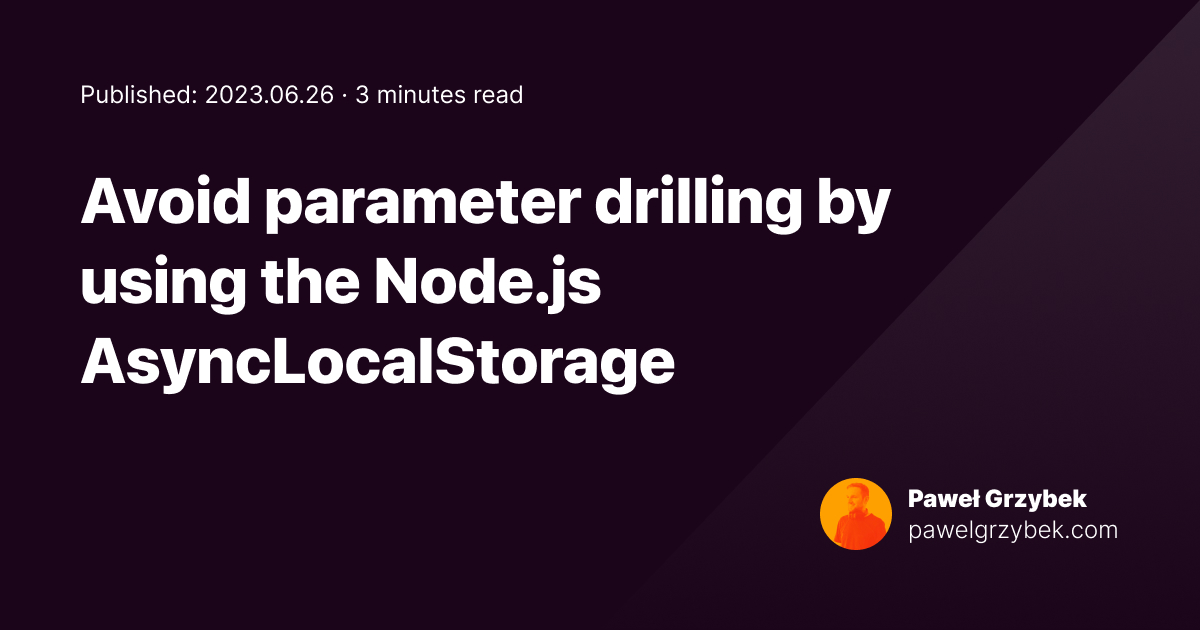 Published: 2023.06.26 · 3 minutes read
Avoid parameter drilling by
using the Node.js
AsyncLocalStorage
Paweł Grzybek
pawelgrzybek.com